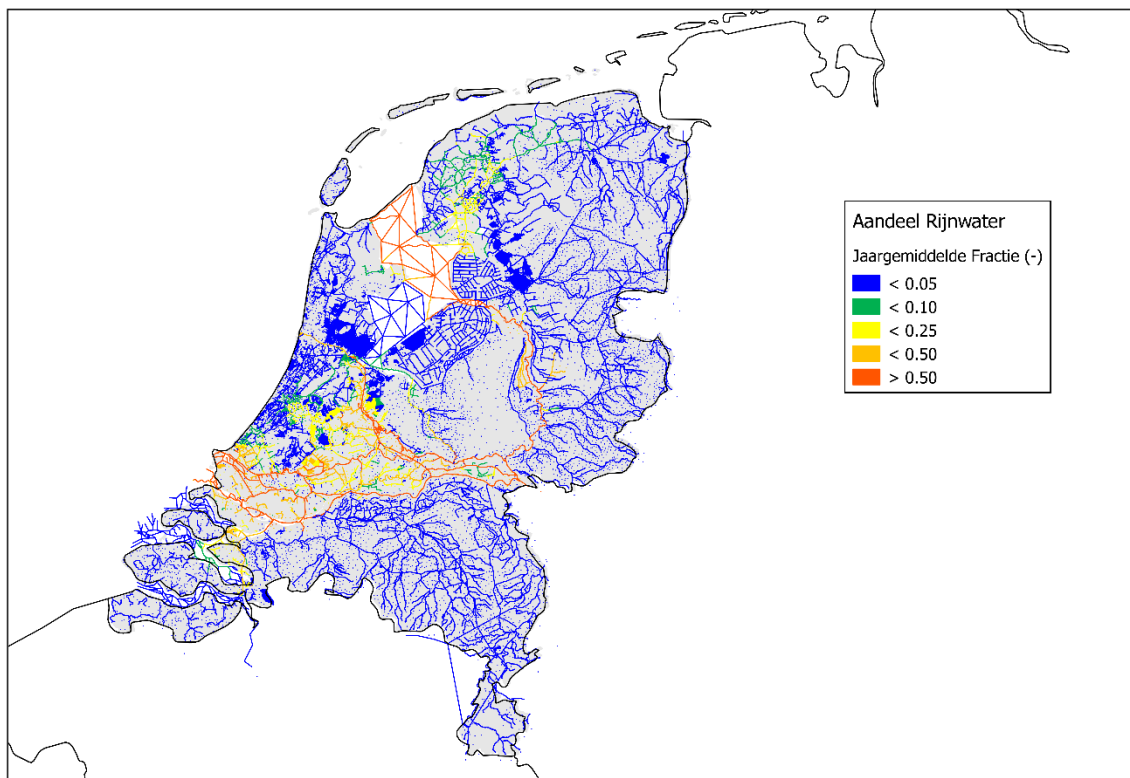 Aandeel Rijnwater
Jaargemiddelde Fractie (-)
< 0.05
< 0.10
< 0.25
< 0.50
> 0.50